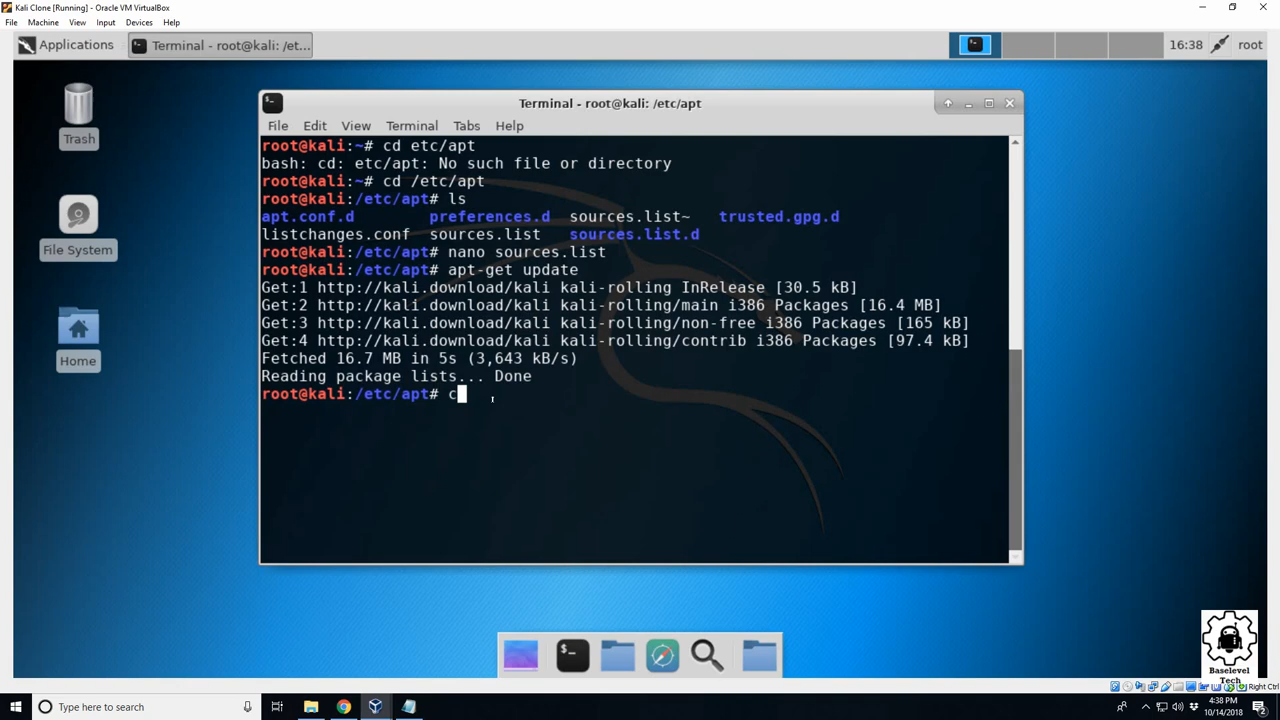 Kali Clone [Running] - Oracle VM VirtualBox
File Machine View Input Devices Help
Applications
Terminal - root@kali: /et...
16:38
root
Trash
File System
Home
Terminal - root@kali: /etc/apt
File Edit View Terminal Tabs Help
root@kali:~# cd etc/apt
bash: cd: etc/apt: No such file or directory
root@kali:~# cd /etc/apt
root@kali:/etc/apt# ls
apt.conf.d preferences.d sources.list~ trusted.gpg.d
listchanges.conf sources.list sources.list.d
root@kali:/etc/apt# nano sources.list
root@kali:/etc/apt# apt-get update
Get:1 http://kali.download/kali kali-rolling InRelease [30.5 kB]
Get:2 http://kali.download/kali kali-rolling/main i386 Packages [16.4 MB]
Get:3 http://kali.download/kali kali-rolling/non-free i386 Packages [165 kB]
Get:4 http://kali.download/kali kali-rolling/contrib i386 Packages [97.4 kB]
Fetched 16.7 MB in 5s (3,643 kB/s)
Reading package lists... Done
root@kali:/etc/apt# c
$_
Baselevel
Tech
Right Ctrl
Type here to search
4:38 PM
10/14/2018
2